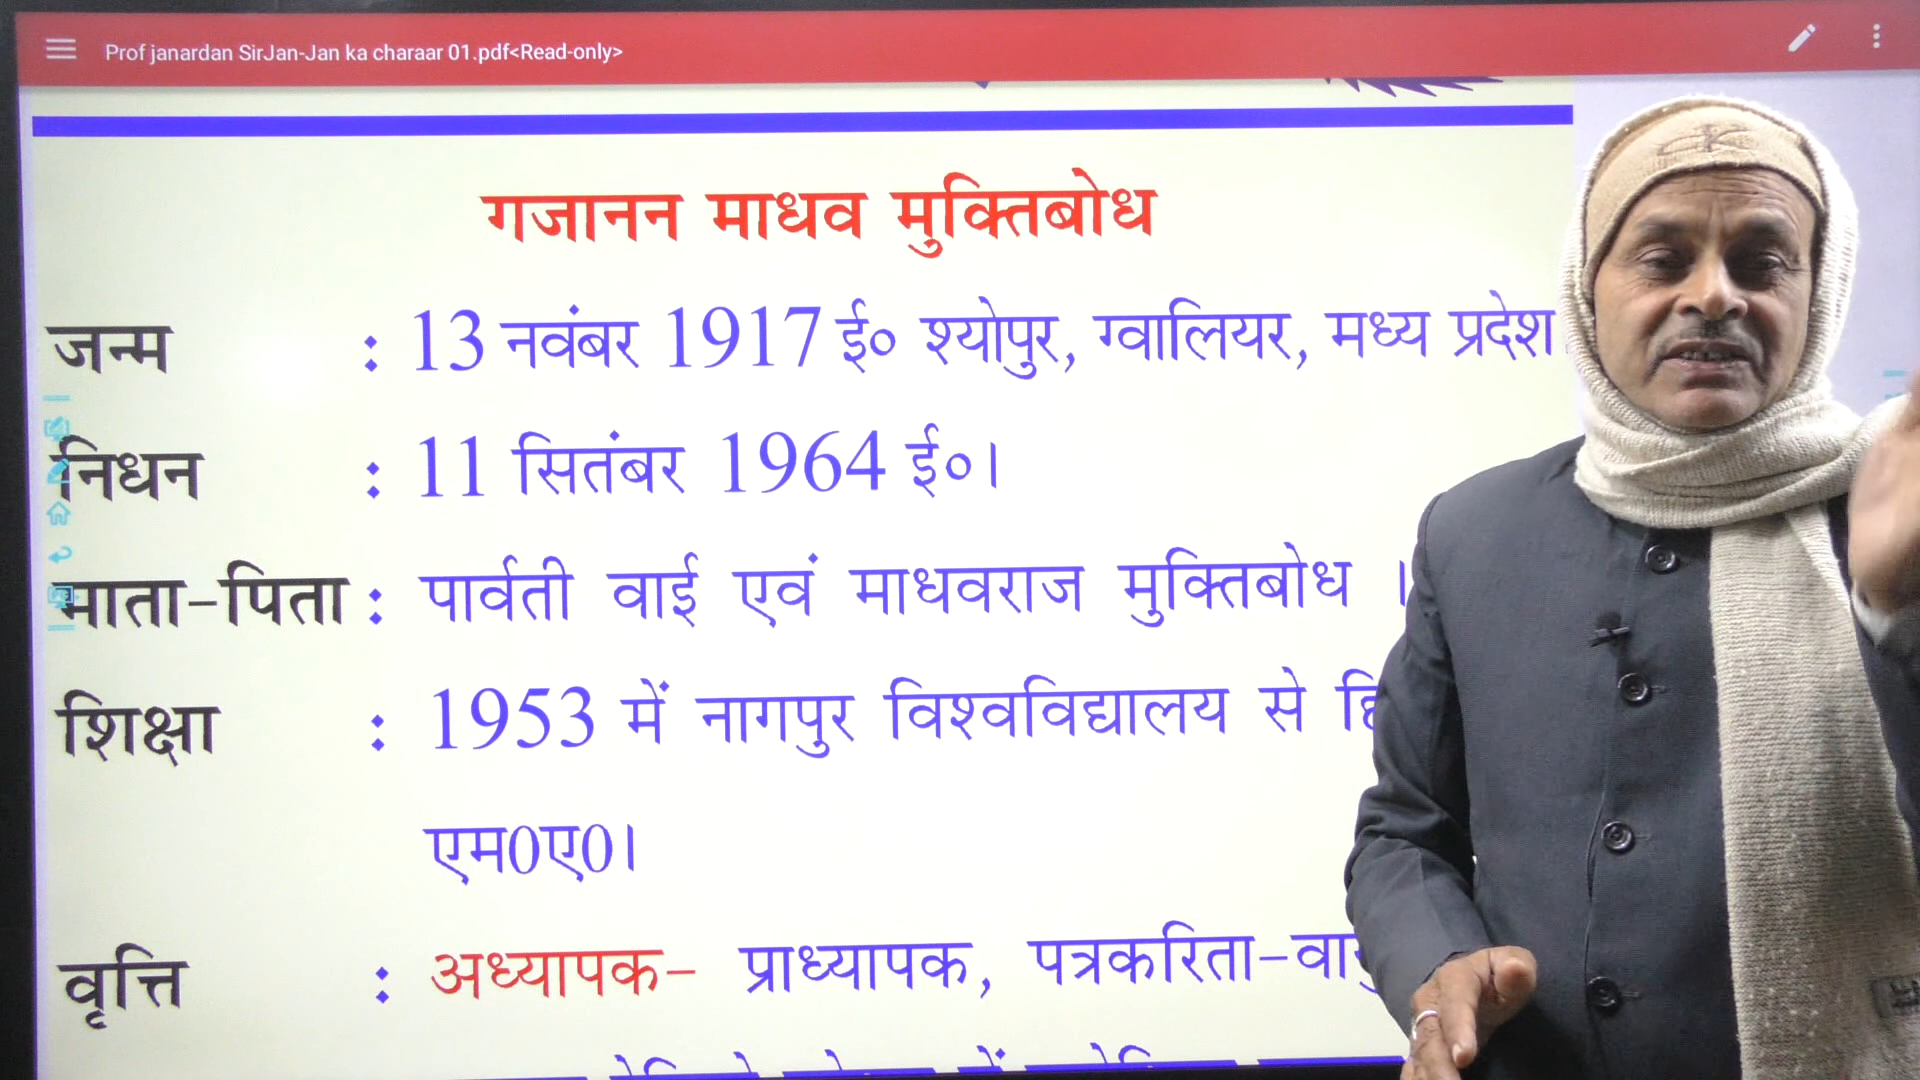 Prof janardan SirJan-Jan ka charaar 01.pdf<Read-only>
गजानन माधव मुक्तिबोध
जन्म : 13 नवंबर 1917 ई० श्योपुर, ग्वालियर, मध्य प्रदेश
निधन : 11 सितंबर 1964 ई०।
माता-पिता : पार्वती वाई एवं माधवराज मुक्तिबोध ।
शिक्षा : 1953 में नागपुर विश्वविद्यालय से
एम0ए0।
वृत्ति : अध्यापक- प्राध्यापक, पत्रकरिता-